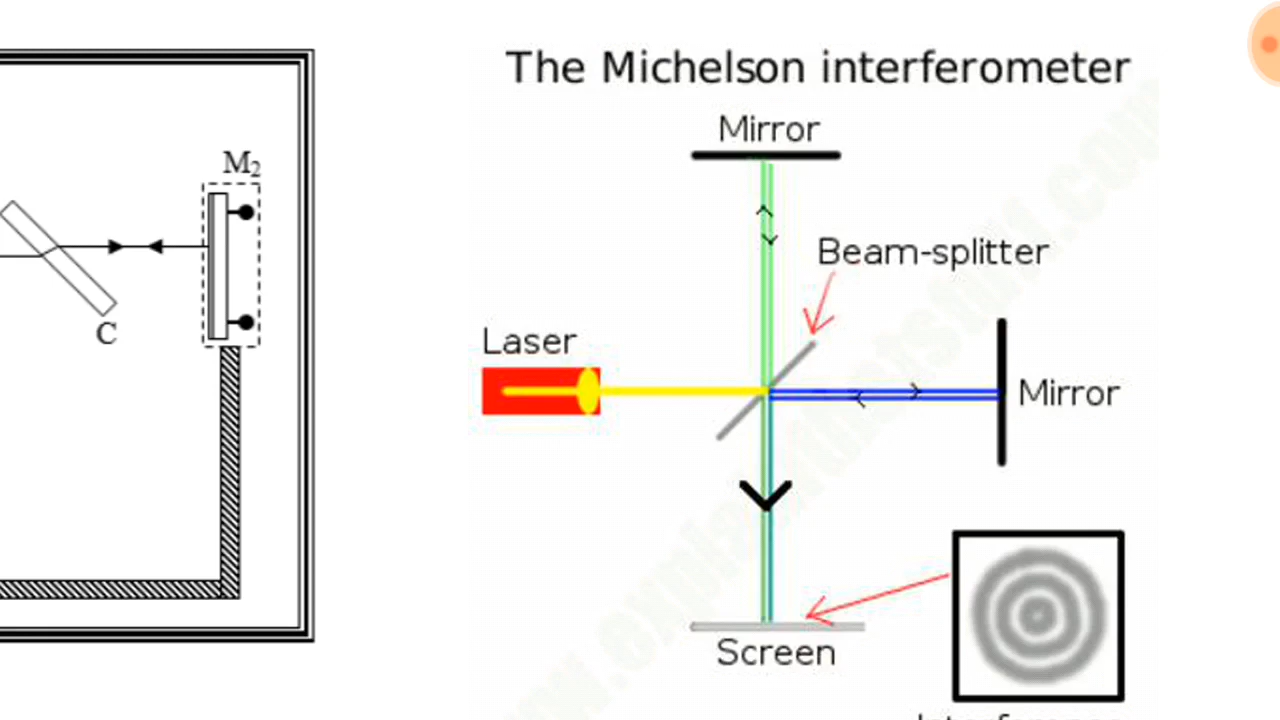 M₂
C
The Michelson interferometer
Mirror
Beam-splitter
Laser
Mirror
Screen